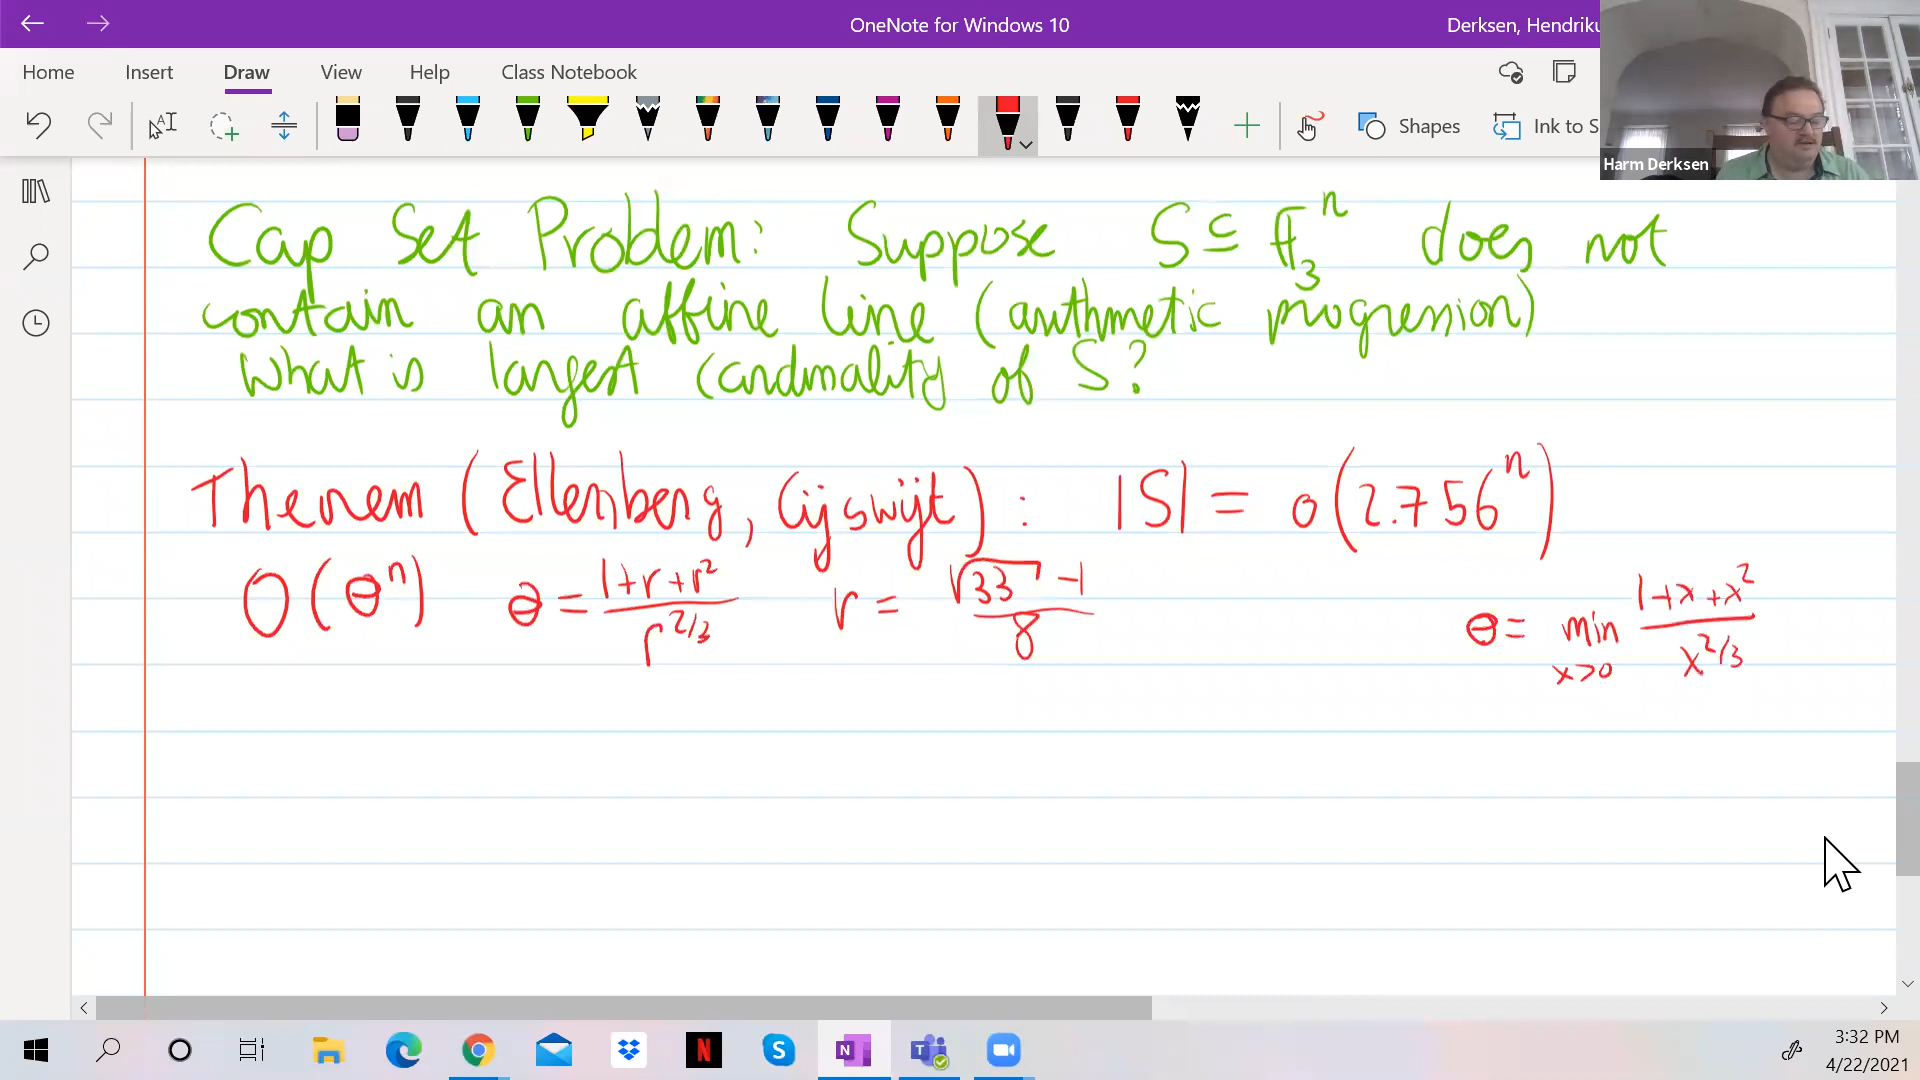 OneNote for Windows 10
Derksen, Hendriku
Home Insert Draw View Help Class Notebook
Shapes Ink to S
Harm Derksen
Cap Set Problem: Suppose S ⊆ F₃ⁿ does not
contain an affine line (arithmetic progression)
What is largest cardinality of S?
Theorem (Ellenberg, Gijswijt): |S| = o(2.756ⁿ)
O(θⁿ) θ = (1+r+r²)/r^(2/3) r = (√33 -1)/8 θ = min_{x>0} (1+x+x²)/x^(2/3)
3:32 PM
4/22/2021